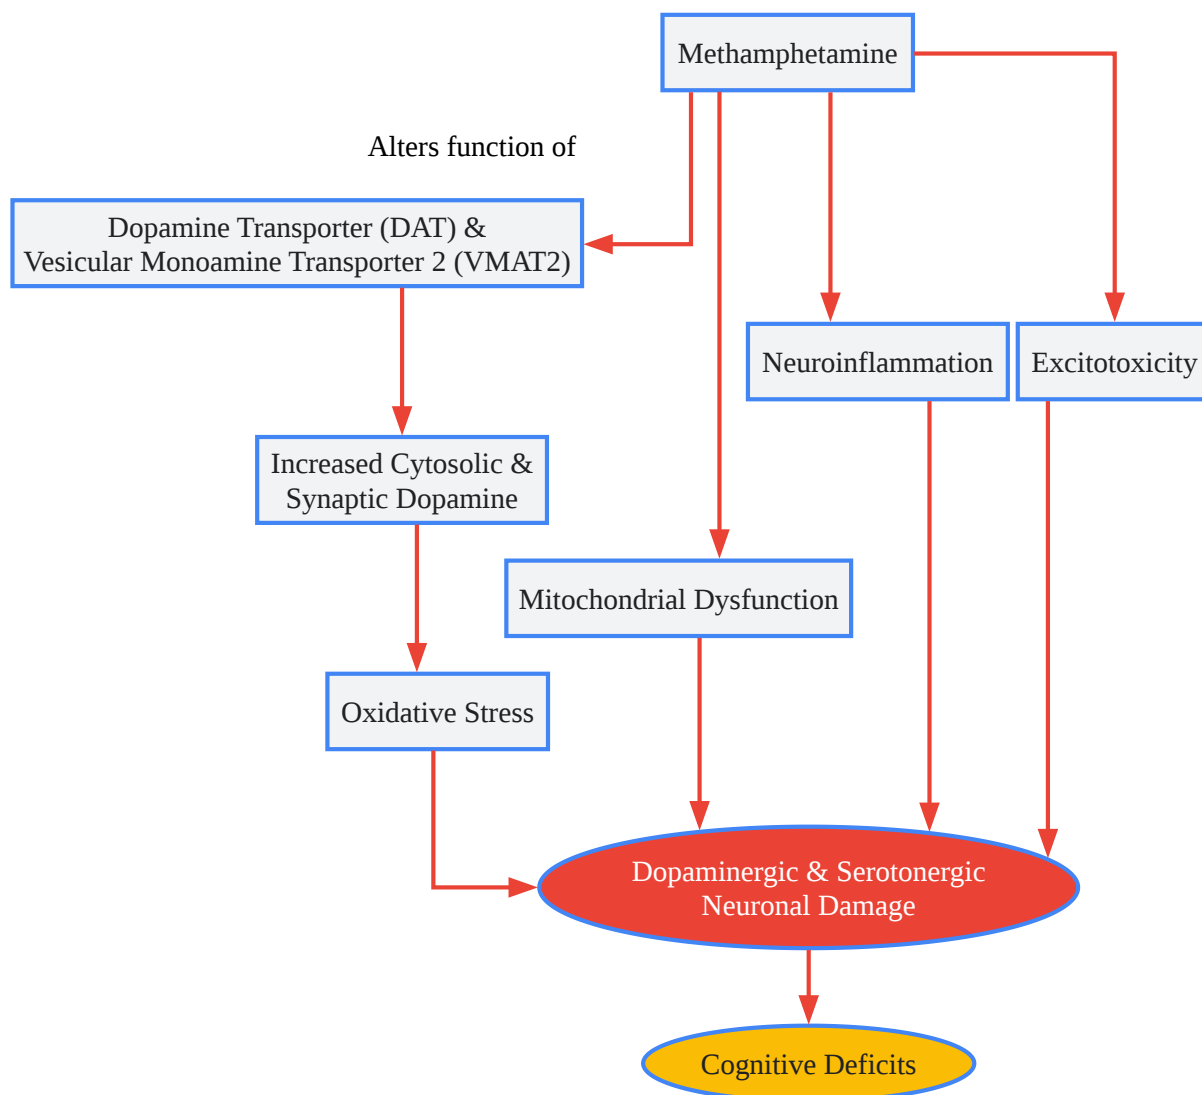 Methamphetamine
Alters function of
Dopamine Transporter (DAT) &
Vesicular Monoamine Transporter 2 (VMAT2)
Neuroinflammation
Excitotoxicity
Increased Cytosolic &
Synaptic Dopamine
Mitochondrial Dysfunction
Oxidative Stress
Dopaminergic & Serotonergic
Neuronal Damage
Cognitive Deficits